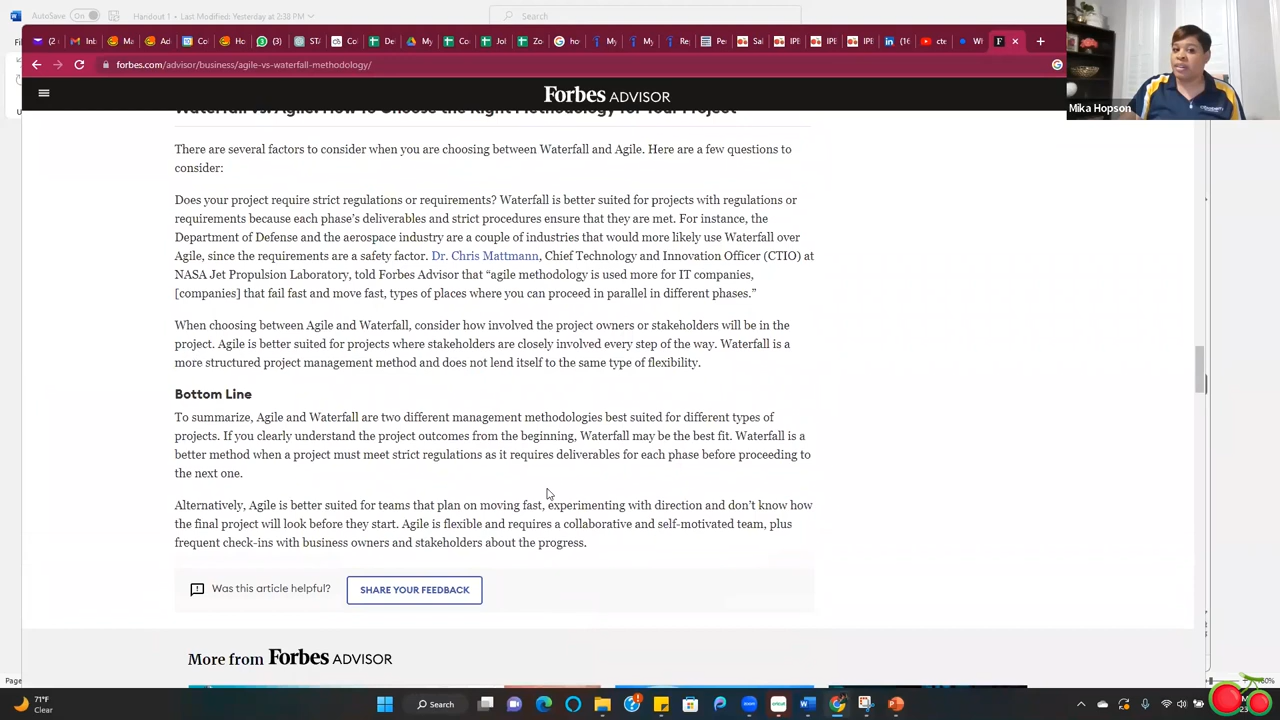 AutoSave
On
Handout 1 • Last Modified: Yesterday at 2:38 PM
Search
forbes.com/advisor/business/agile-vs-waterfall-methodology/
Mika Hopson
Forbes ADVISOR
There are several factors to consider when you are choosing between Waterfall and Agile. Here are a few questions to
consider:
Does your project require strict regulations or requirements? Waterfall is better suited for projects with regulations or
requirements because each phase's deliverables and strict procedures ensure that they are met. For instance, the
Department of Defense and the aerospace industry are a couple of industries that would more likely use Waterfall over
Agile, since the requirements are a safety factor. Dr. Chris Mattmann, Chief Technology and Innovation Officer (CTIO) at
NASA Jet Propulsion Laboratory, told Forbes Advisor that “agile methodology is used more for IT companies,
[companies] that fail fast and move fast, types of places where you can proceed in parallel in different phases.”
When choosing between Agile and Waterfall, consider how involved the project owners or stakeholders will be in the
project. Agile is better suited for projects where stakeholders are closely involved every step of the way. Waterfall is a
more structured project management method and does not lend itself to the same type of flexibility.
Bottom Line
To summarize, Agile and Waterfall are two different management methodologies best suited for different types of
projects. If you clearly understand the project outcomes from the beginning, Waterfall may be the best fit. Waterfall is a
better method when a project must meet strict regulations as it requires deliverables for each phase before proceeding to
the next one.
Alternatively, Agile is better suited for teams that plan on moving fast, experimenting with direction and don't know how
the final project will look before they start. Agile is flexible and requires a collaborative and self-motivated team, plus
frequent check-ins with business owners and stakeholders about the progress.
Was this article helpful?
SHARE YOUR FEEDBACK
More from Forbes ADVISOR
71°F
Clear
Search